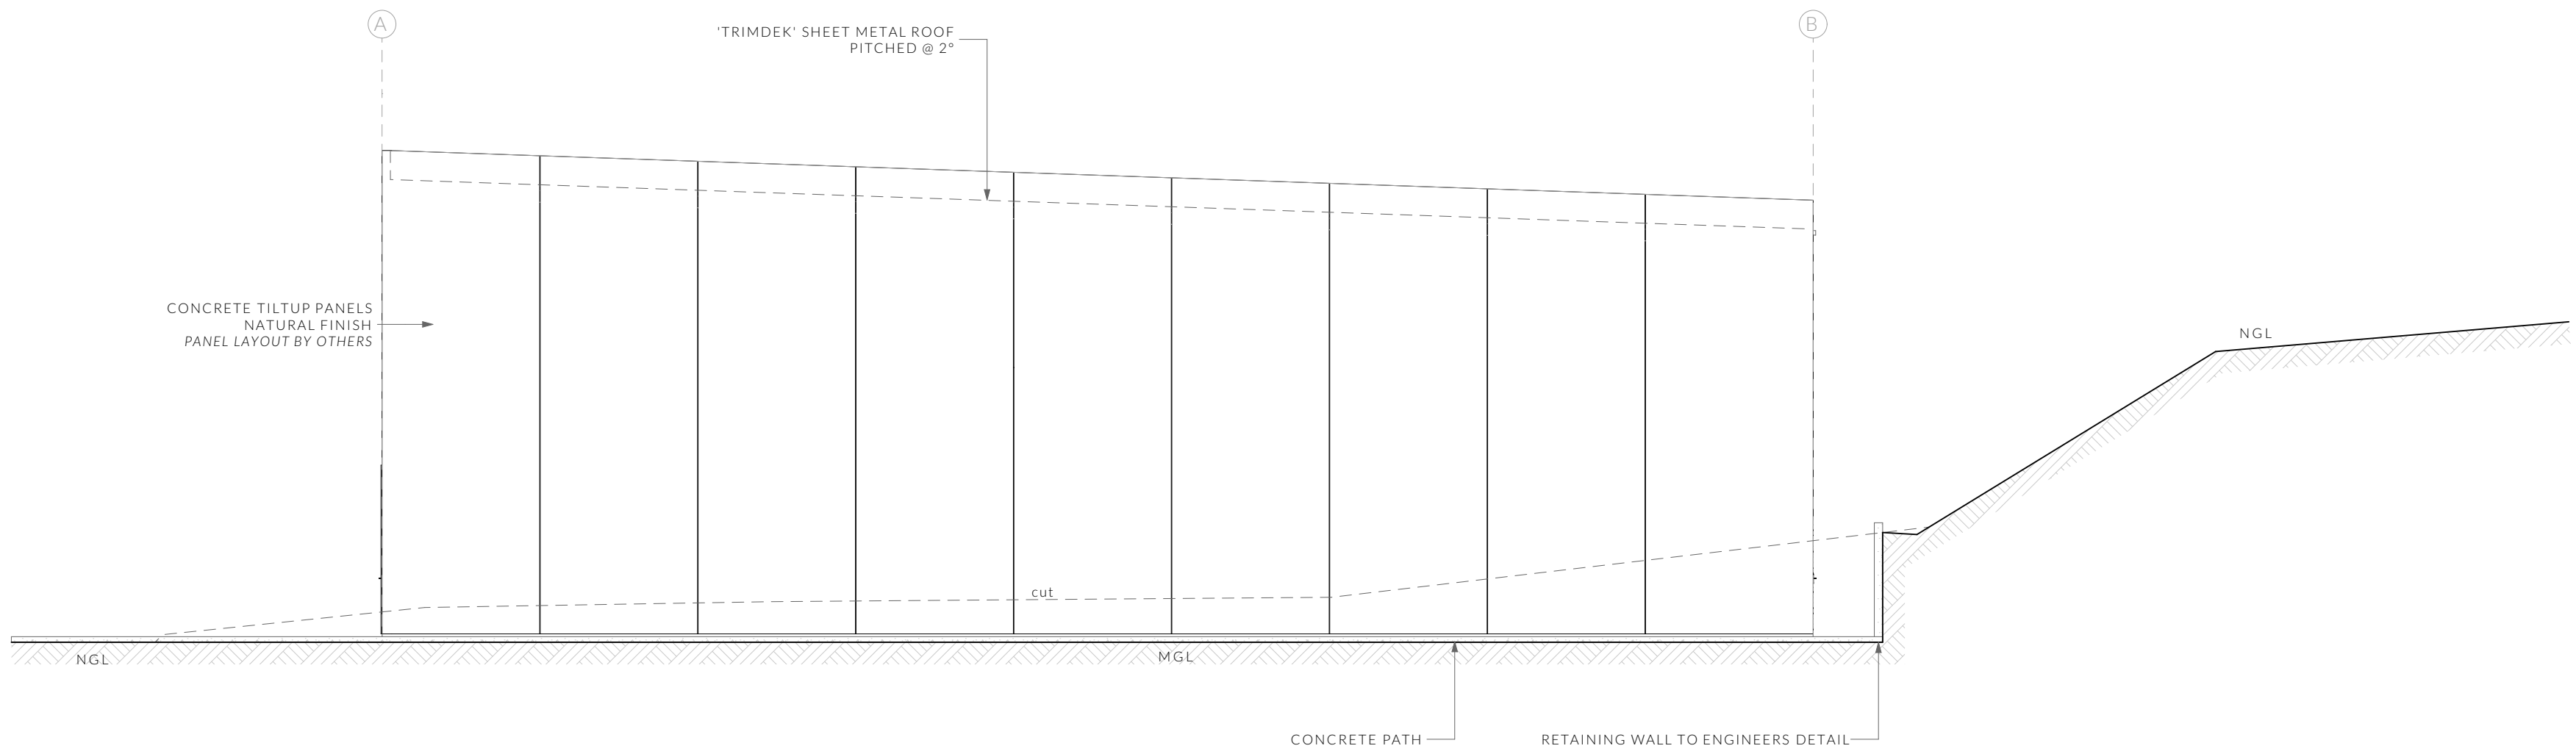 A
B
'TRIMDEK' SHEET METAL ROOF
PITCHED @ 2°
CONCRETE TILTUP PANELS
NATURAL FINISH
PANEL LAYOUT BY OTHERS
NGL
cut
NGL
MGL
CONCRETE PATH
RETAINING WALL TO ENGINEERS DETAIL